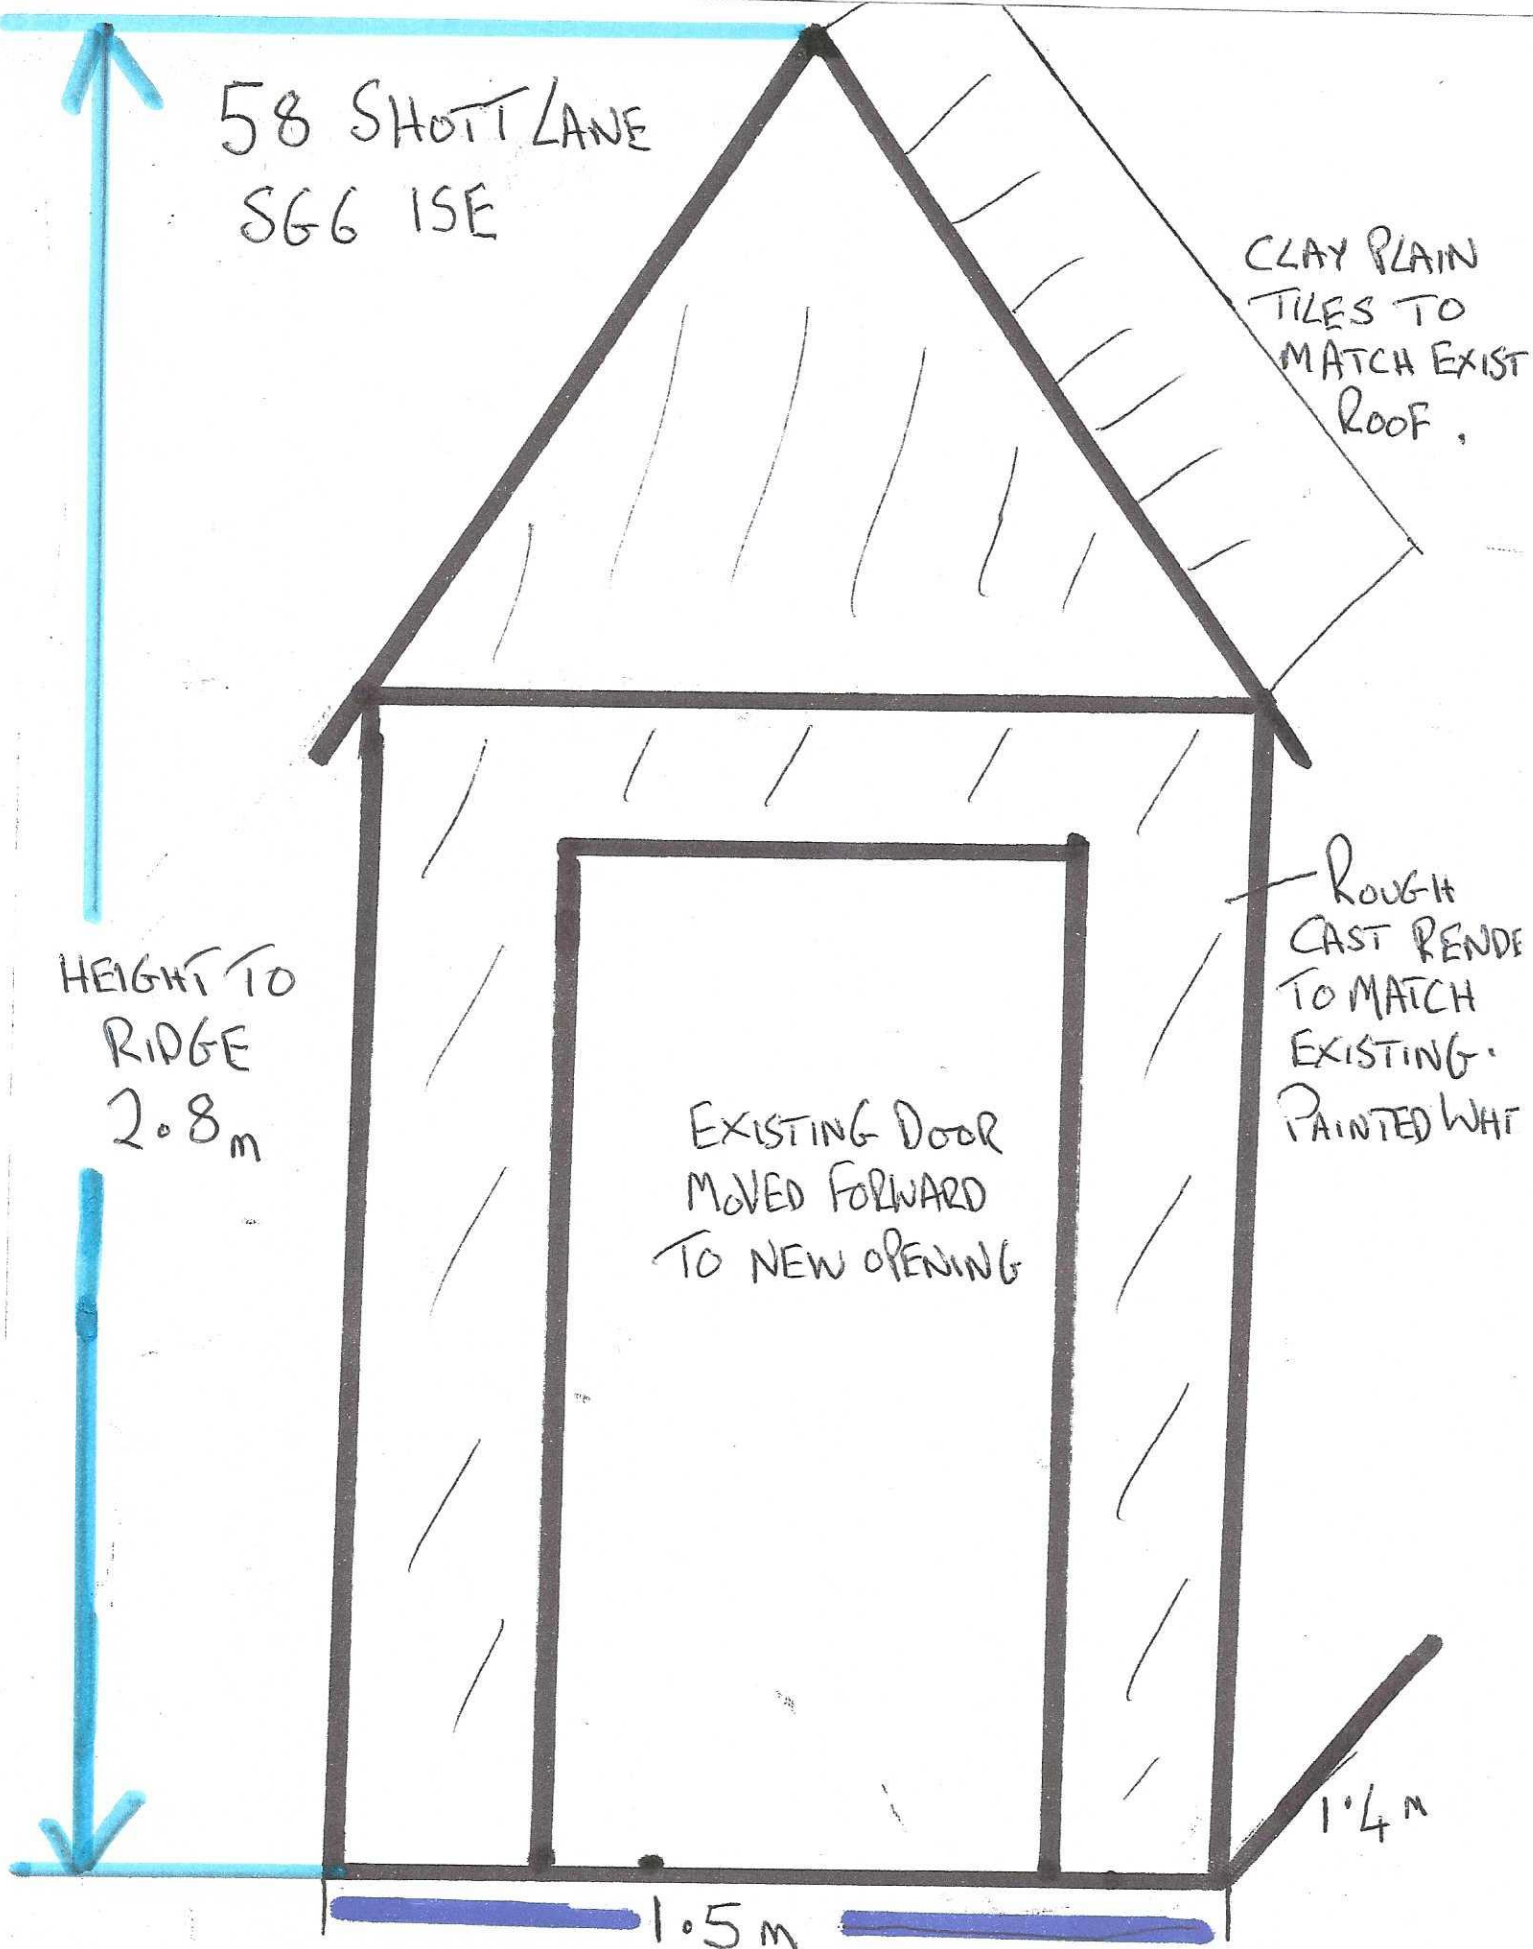 58 SHOTT LANE
SG6 1SE
CLAY PLAIN
TILES TO
MATCH EXIST
ROOF.
ROUGH
CAST RENDE
TO MATCH
EXISTING.
PAINTED WHI
HEIGHT TO
RIDGE
2.8m
EXISTING DOOR
MOVED FORWARD
TO NEW OPENING
1.4m
1.5m